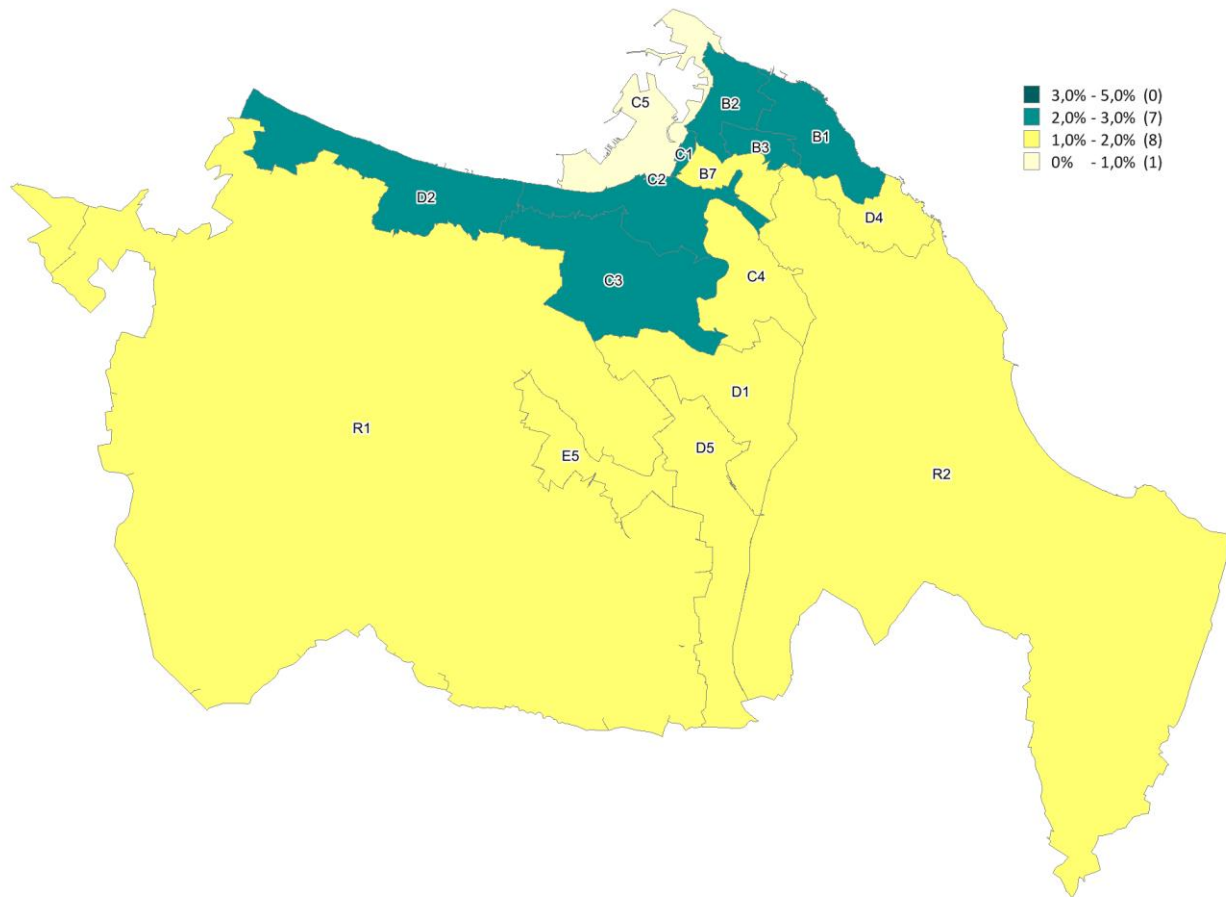 3,0% - 5,0% (0)
2,0% - 3,0% (7)
1,0% - 2,0% (8)
0% - 1,0% (1)
C5
B2
B1
B3
C1
B7
C2
D2
D4
C4
C3
D1
R1
D5
E5
R2